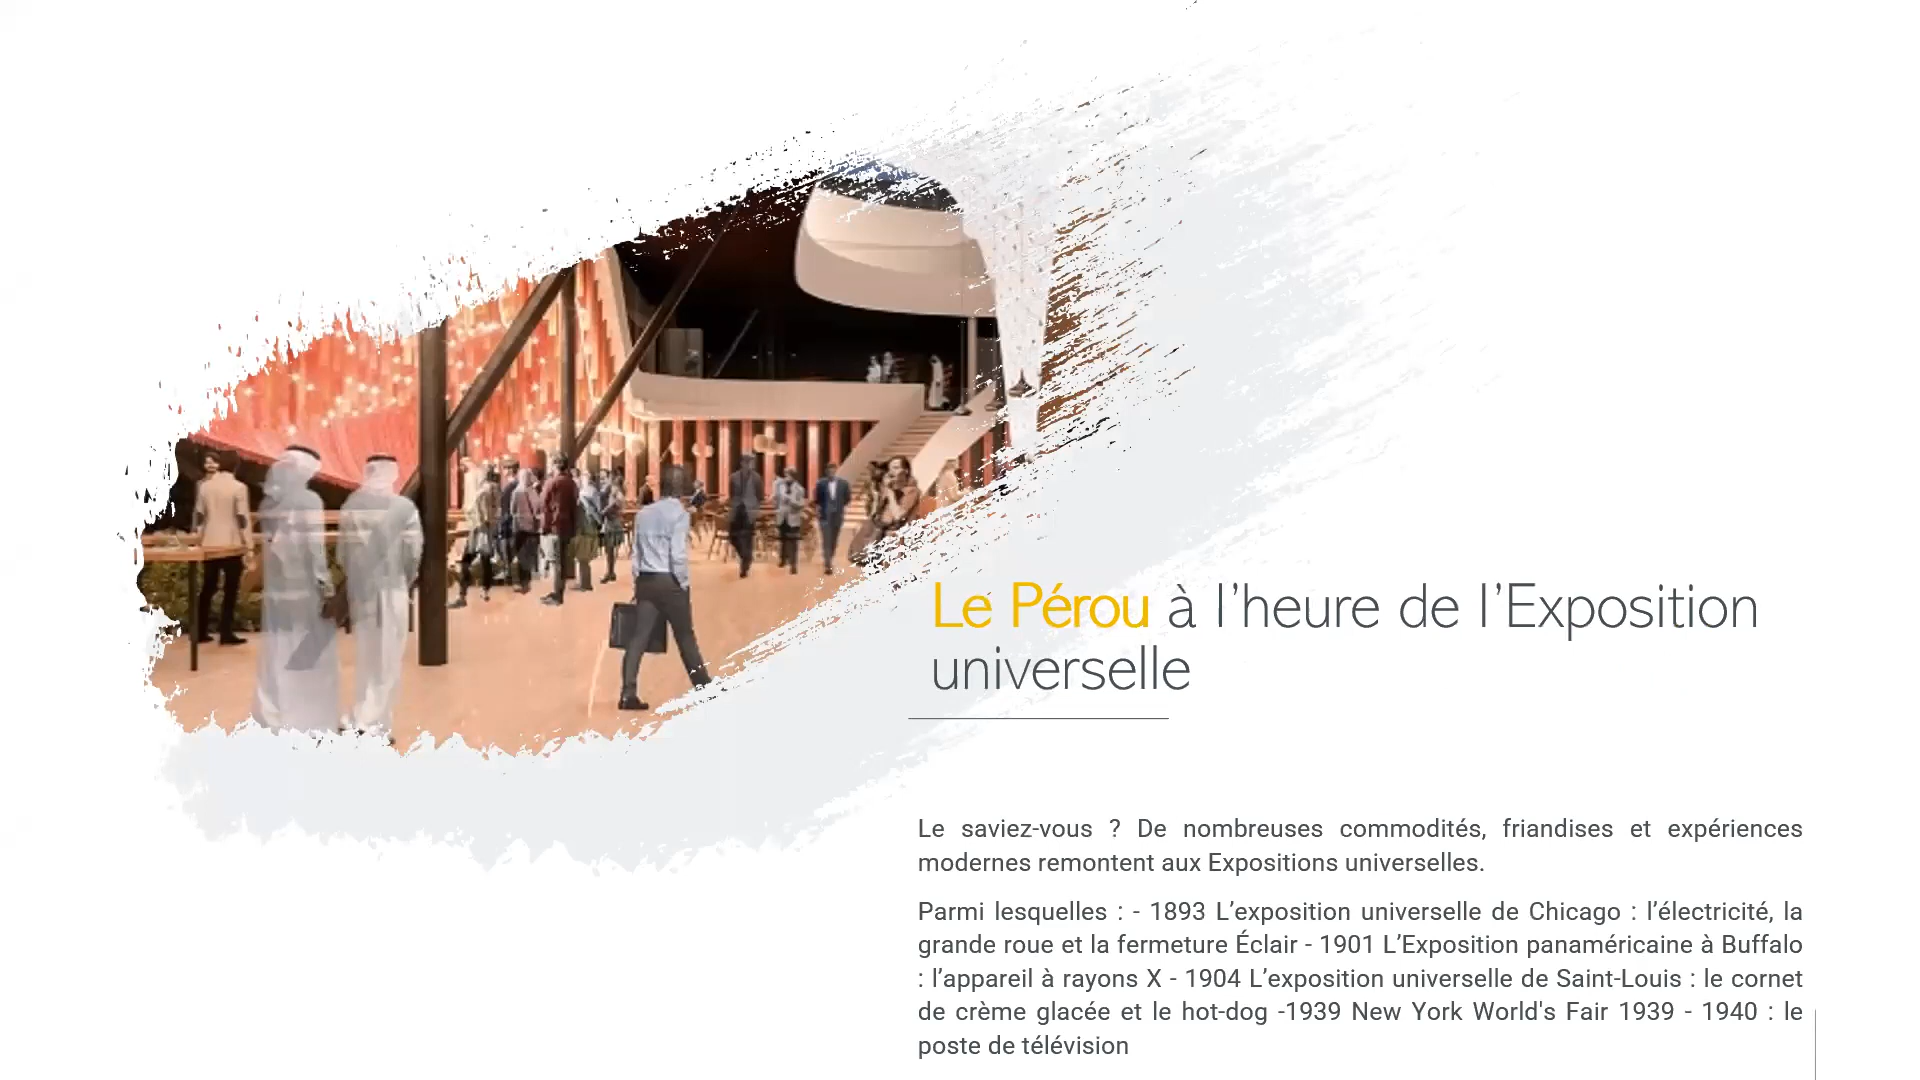 Le Pérou à l’heure de l’Exposition
universelle
Le saviez-vous ? De nombreuses commodités, friandises et expériences
modernes remontent aux Expositions universelles.
Parmi lesquelles : - 1893 L’exposition universelle de Chicago : l’électricité, la
grande roue et la fermeture Éclair - 1901 L’Exposition panaméricaine à Buffalo
: l’appareil à rayons X - 1904 L’exposition universelle de Saint-Louis : le cornet
de crème glacée et le hot-dog -1939 New York World's Fair 1939 - 1940 : le
poste de télévision